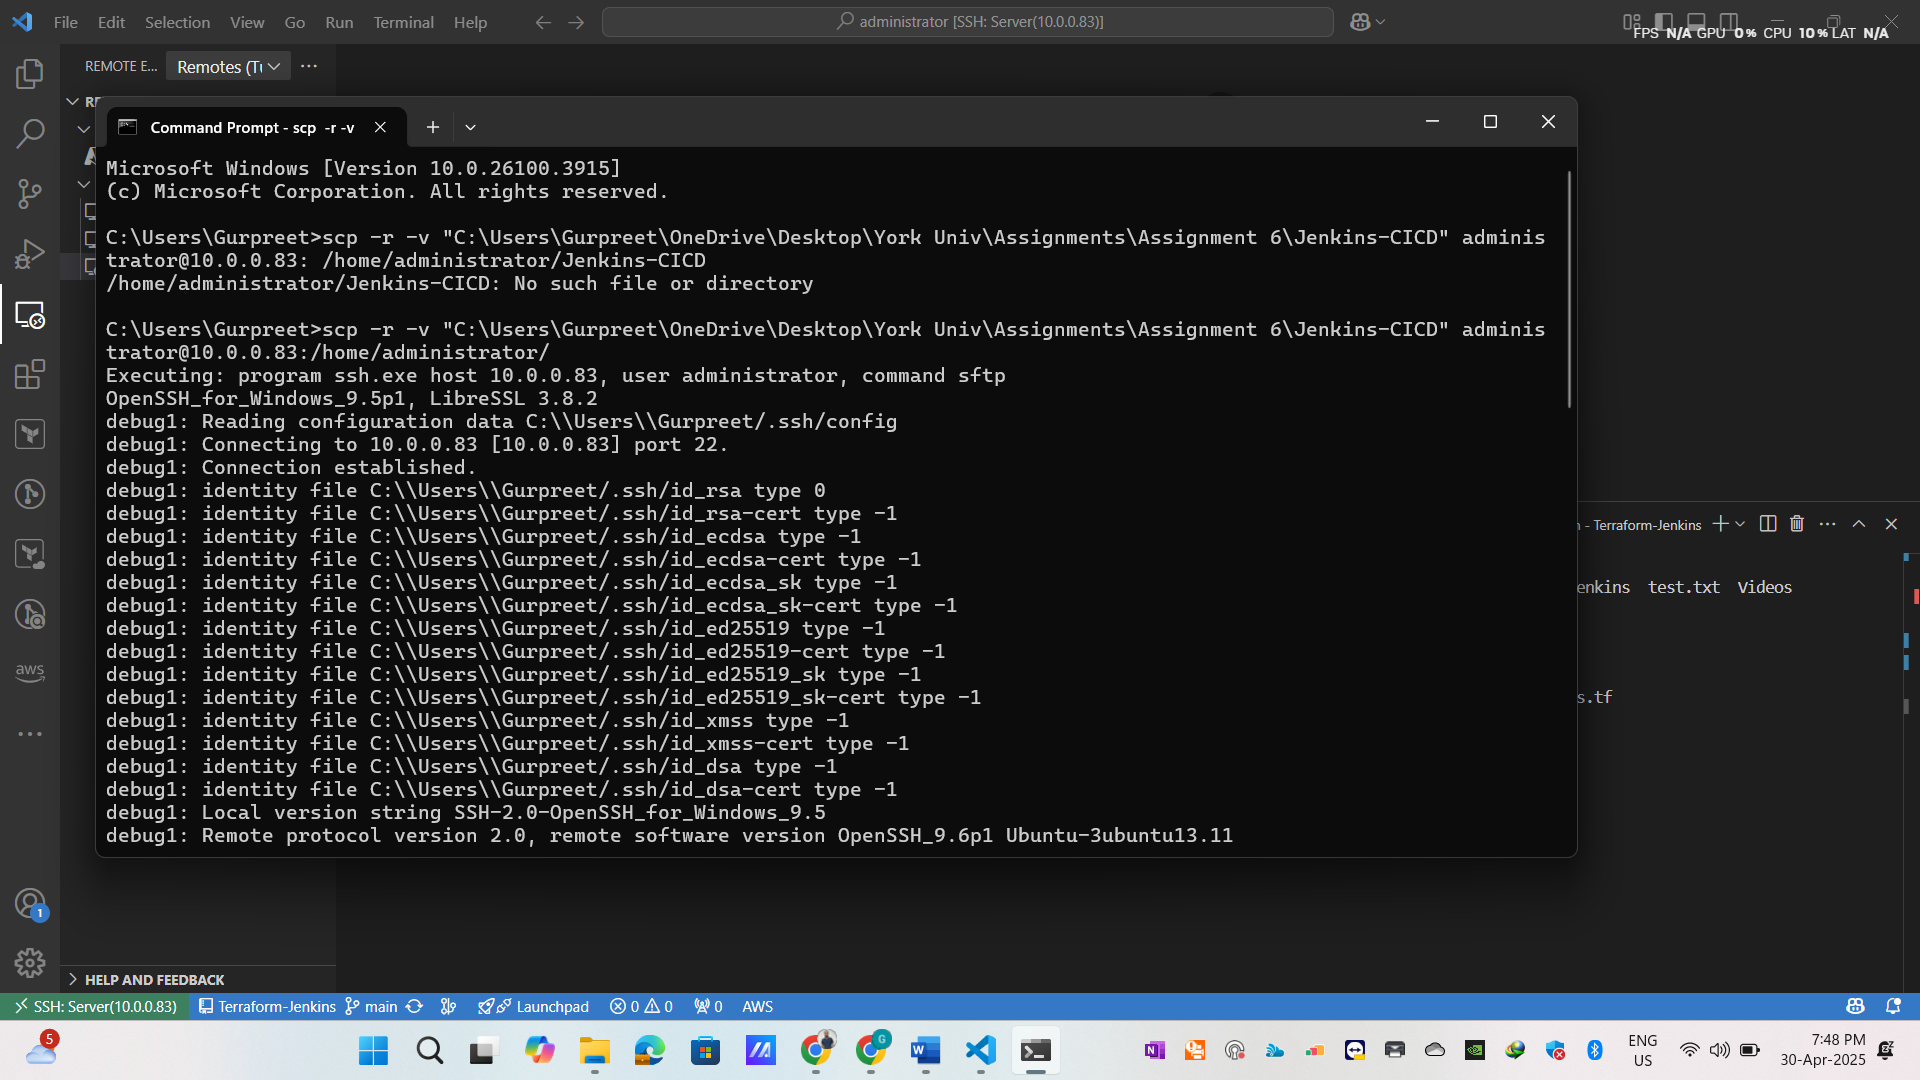 File Edit Selection View Go Run Terminal Help
administrator [SSH: Server(10.0.0.83)]
FPS N/A GPU 0% CPU 10% LAT N/A
REMOTE E... Remotes (Tu
Command Prompt - scp -r -v
Microsoft Windows [Version 10.0.26100.3915]
(c) Microsoft Corporation. All rights reserved.
C:\Users\Gurpreet>scp -r -v "C:\Users\Gurpreet\OneDrive\Desktop\York Univ\Assignments\Assignment 6\Jenkins-CICD" adminis
trator@10.0.0.83: /home/administrator/Jenkins-CICD
/home/administrator/Jenkins-CICD: No such file or directory
C:\Users\Gurpreet>scp -r -v "C:\Users\Gurpreet\OneDrive\Desktop\York Univ\Assignments\Assignment 6\Jenkins-CICD" adminis
trator@10.0.0.83:/home/administrator/
Executing: program ssh.exe host 10.0.0.83, user administrator, command sftp
OpenSSH_for_Windows_9.5p1, LibreSSL 3.8.2
debug1: Reading configuration data C:\\Users\\Gurpreet/.ssh/config
debug1: Connecting to 10.0.0.83 [10.0.0.83] port 22.
debug1: Connection established.
debug1: identity file C:\\Users\\Gurpreet/.ssh/id_rsa type 0
debug1: identity file C:\\Users\\Gurpreet/.ssh/id_rsa-cert type -1
debug1: identity file C:\\Users\\Gurpreet/.ssh/id_ecdsa type -1
debug1: identity file C:\\Users\\Gurpreet/.ssh/id_ecdsa-cert type -1
debug1: identity file C:\\Users\\Gurpreet/.ssh/id_ecdsa_sk type -1
debug1: identity file C:\\Users\\Gurpreet/.ssh/id_ecdsa_sk-cert type -1
debug1: identity file C:\\Users\\Gurpreet/.ssh/id_ed25519 type -1
debug1: identity file C:\\Users\\Gurpreet/.ssh/id_ed25519-cert type -1
debug1: identity file C:\\Users\\Gurpreet/.ssh/id_ed25519_sk type -1
debug1: identity file C:\\Users\\Gurpreet/.ssh/id_ed25519_sk-cert type -1
debug1: identity file C:\\Users\\Gurpreet/.ssh/id_xmss type -1
debug1: identity file C:\\Users\\Gurpreet/.ssh/id_xmss-cert type -1
debug1: identity file C:\\Users\\Gurpreet/.ssh/id_dsa type -1
debug1: identity file C:\\Users\\Gurpreet/.ssh/id_dsa-cert type -1
debug1: Local version string SSH-2.0-OpenSSH_for_Windows_9.5
debug1: Remote protocol version 2.0, remote software version OpenSSH_9.6p1 Ubuntu-3ubuntu13.11
- Terraform-Jenkins
enkins test.txt Videos
s.tf
aws
1
HELP AND FEEDBACK
SSH: Server(10.0.0.83) Terraform-Jenkins main Launchpad 0 0 0 AWS
5
G
ENG
US
7:48 PM
30-Apr-2025